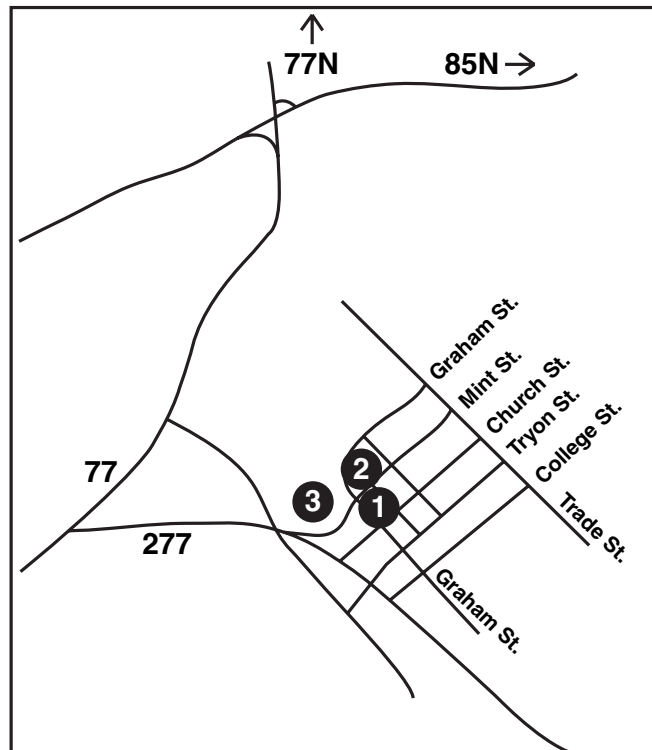 77N
85N
Graham St.
Mint St.
Church St.
Tryon St.
College St.
Trade St.
77
2
3
1
277
Graham St.